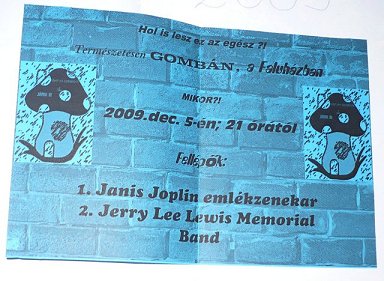 2009
Hol is lesz ez az egész ?!
Természetesen GOMBÁN, a Faluházban
MIKOR?!
2009.dec. 5-én; 21 órától
Fellépők:
1. Janis Joplin emlékzenekar
2. Jerry Lee Lewis Memorial
Band